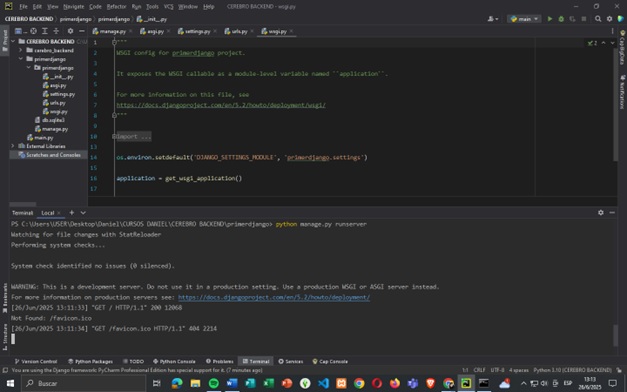 File Edit View Navigate Code Refactor Run Tools VCS Window Help
main
CEREBRO BACKEND primerdjango primerdjango __init__.py
manage.py asgi.py settings.py urls.py wsgi.py
Project
CEREBRO BACKEND
cerebro_backend
primerdjango
primerdjango
__init__.py
asgi.py
settings.py
urls.py
wsgi.py
db.sqlite3
manage.py
main.py
External Libraries
Scratches and Consoles
1 """
2 WSGI config for primerdjango project.
3
4 It exposes the WSGI callable as a module-level variable named ``application``.
5
6 For more information on this file, see
7 https://docs.djangoproject.com/en/5.2/howto/deployment/wsgi/
8 """
9
10 import ...
13
14 os.environ.setdefault('DJANGO_SETTINGS_MODULE', 'primerdjango.settings')
15
16 application = get_wsgi_application()
17
2
Notifications
Terminal Local
PS C:\Users\USER\Desktop\Daniel\CURSOS DANIEL\CEREBRO BACKEND\primerdjango> python manage.py runserver
Watching for file changes with StatReloader
Performing system checks...
System check identified no issues (0 silenced).
WARNING: This is a development server. Do not use it in a production setting. Use a production WSGI or ASGI server instead.
For more information on production servers see: https://docs.djangoproject.com/en/5.2/howto/deployment/
[26/Jun/2025 13:11:33] "GET / HTTP/1.1" 200 12068
Not Found: /favicon.ico
[26/Jun/2025 13:11:34] "GET /favicon.ico HTTP/1.1" 404 2214
Bookmarks
Structure
Version Control Python Packages TODO Python Console Problems Terminal Services
You are using the Django framework: PyCharm Professional Edition has special support for it. (7 minutes ago)
1:1 CRLF UTF-8 4 spaces Python 3.10 (CEREBRO BACKEND)
Buscar
ESP
26/6/2025